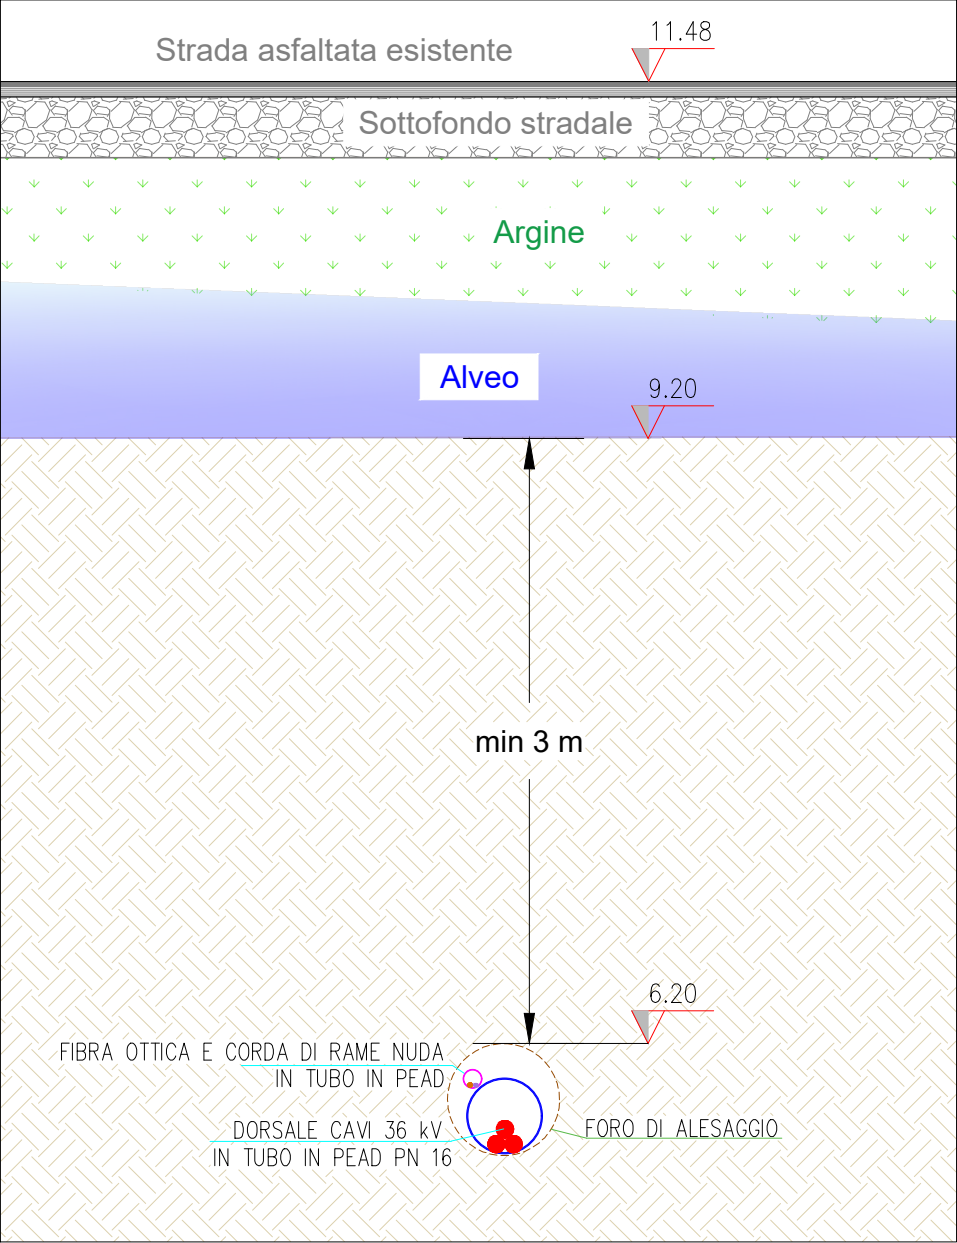 11.48
Strada asfaltata esistente
Sottofondo stradale
Argine
Alveo
9.20
min 3 m
6.20
FIBRA OTTICA E CORDA DI RAME NUDA
IN TUBO IN PEAD
DORSALE CAVI 36 kV
IN TUBO IN PEAD PN 16
FORO DI ALESAGGIO